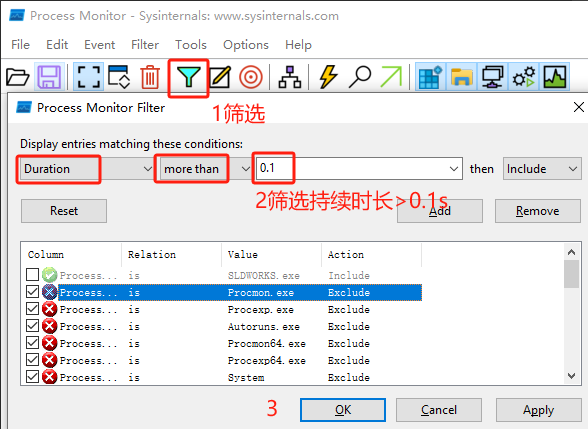 Process Monitor - Sysinternals: www.sysinternals.com
File Edit Event Filter Tools Options Help
1筛选
Process Monitor Filter
Display entries matching these conditions:
Duration more than 0.1 then Include
2筛选持续时长>0.1s
Reset Add Remove
Column Relation Value Action
Process... is SLDWORKS.exe Include
Process... is Procmon.exe Exclude
Process... is Procexp.exe Exclude
Process... is Autoruns.exe Exclude
Process... is Procmon64.exe Exclude
Process... is Procexp64.exe Exclude
Process... is System Exclude
3 OK Cancel Apply